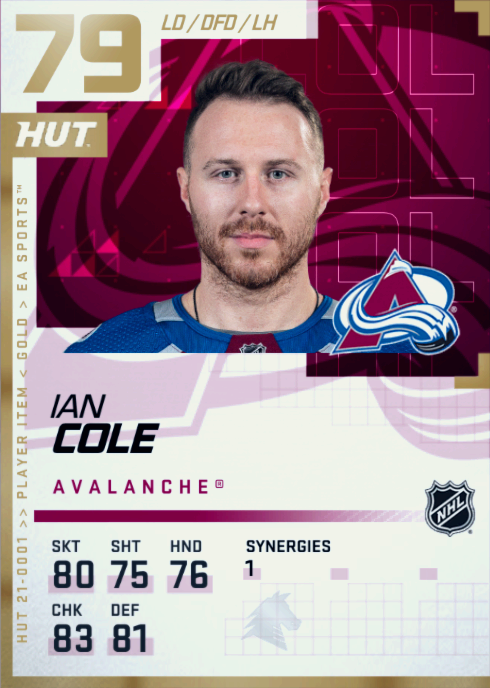 79
LD / DFD / LH
HUT
HUT 21-0001 >> PLAYER ITEM < GOLD > EA SPORTS™
IAN
COLE
AVALANCHE®
NHL
SKT SHT HND SYNERGIES
80 75 76 1
CHK DEF
83 81